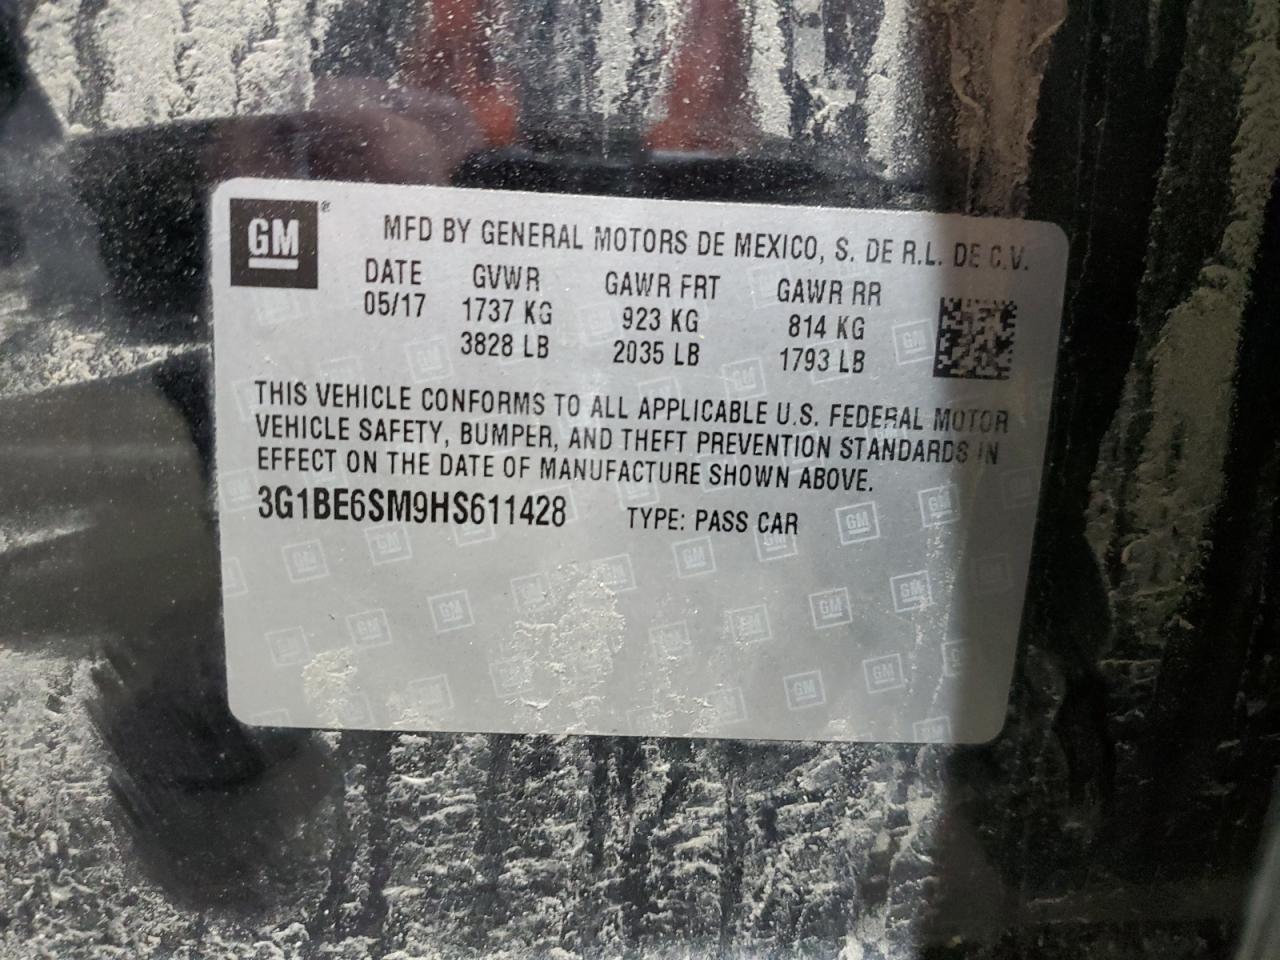 GM ®
MFD BY GENERAL MOTORS DE MEXICO, S. DE R.L. DE C.V.
DATE GVWR GAWR FRT GAWR RR
05/17 1737 KG 923 KG 814 KG
3828 LB 2035 LB 1793 LB
THIS VEHICLE CONFORMS TO ALL APPLICABLE U.S. FEDERAL MOTOR
VEHICLE SAFETY, BUMPER, AND THEFT PREVENTION STANDARDS IN
EFFECT ON THE DATE OF MANUFACTURE SHOWN ABOVE.
3G1BE6SM9HS611428 TYPE: PASS CAR